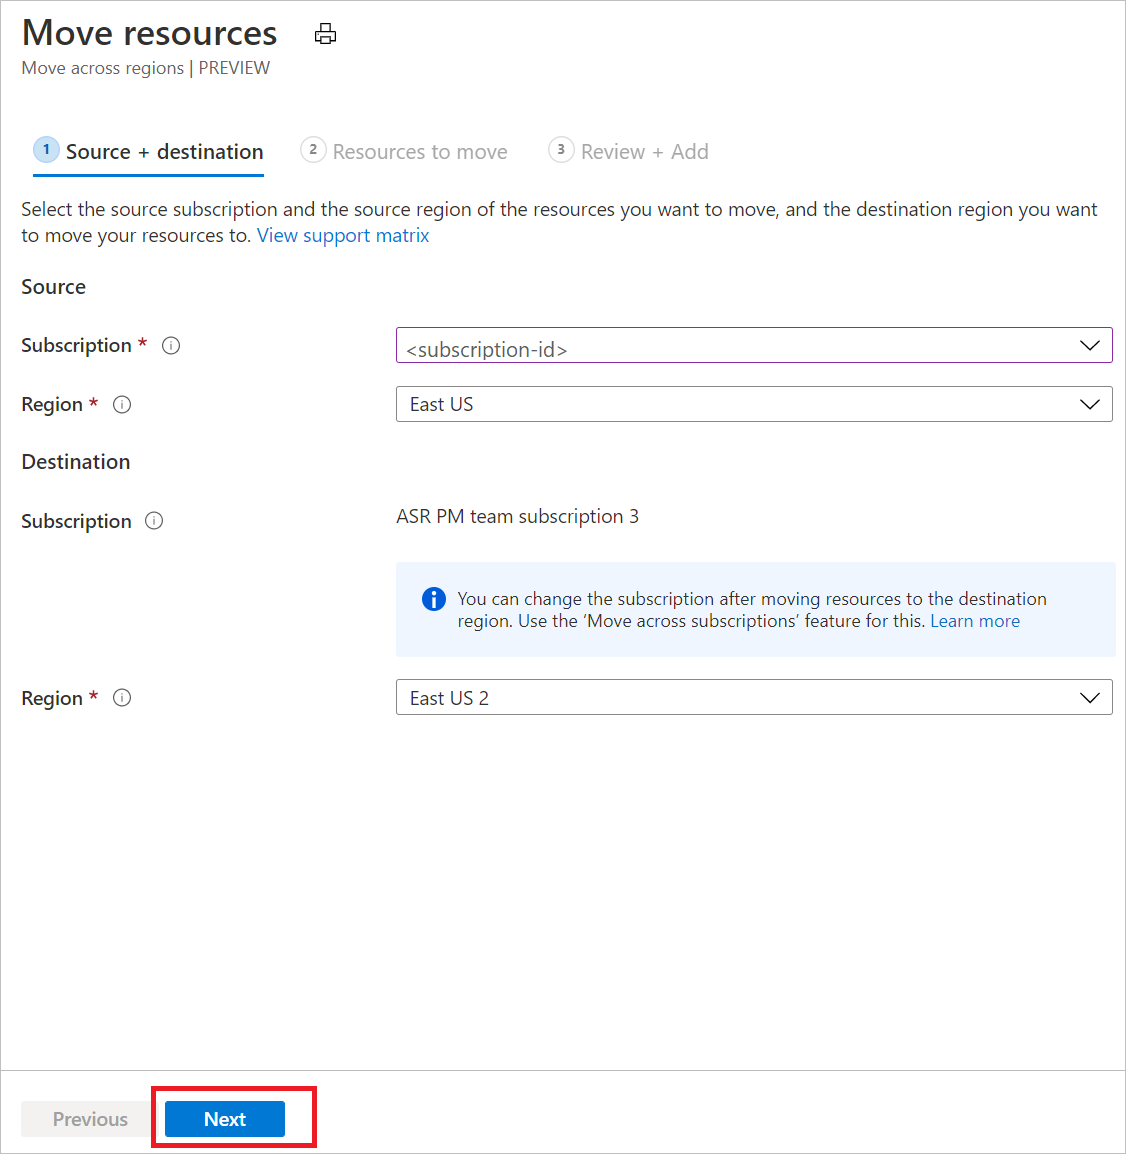 Move resources
Move across regions | PREVIEW
1 Source + destination 2 Resources to move 3 Review + Add
Select the source subscription and the source region of the resources you want to move, and the destination region you want
to move your resources to. View support matrix
Source
Subscription * <subscription-id>
Region * East US
Destination
Subscription ASR PM team subscription 3
You can change the subscription after moving resources to the destination
region. Use the ‘Move across subscriptions’ feature for this. Learn more
Region * East US 2
Previous Next